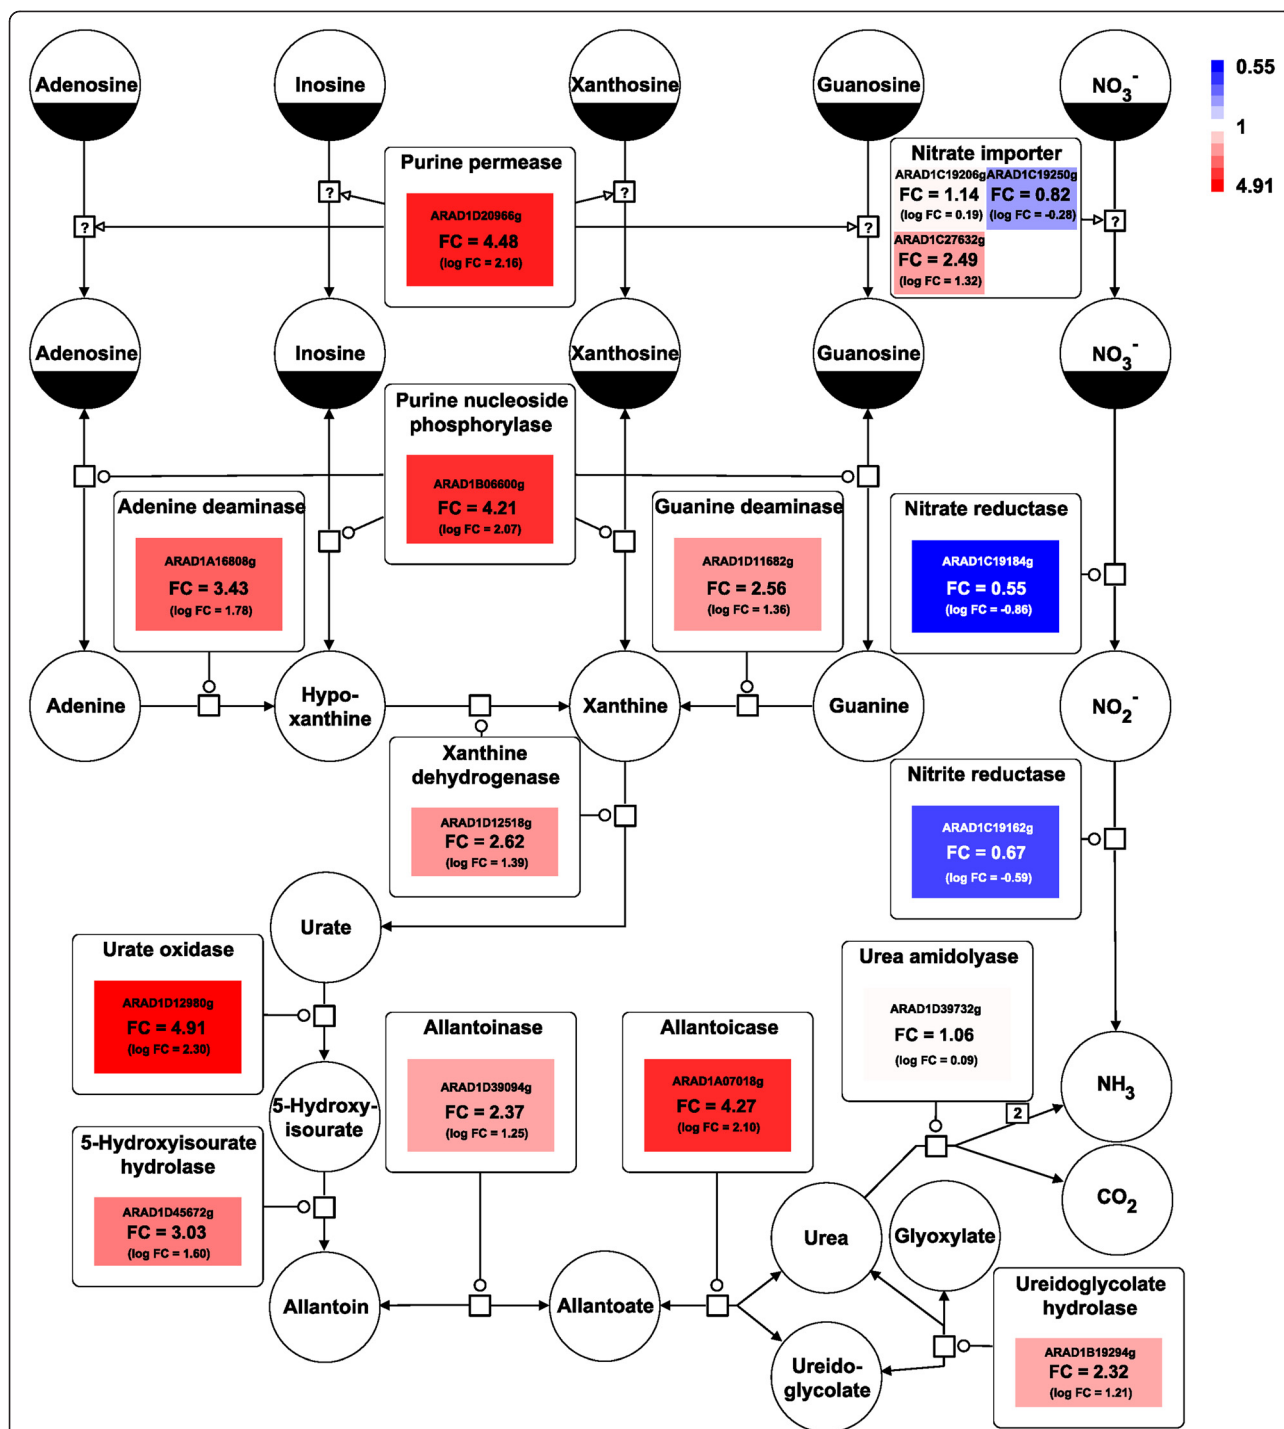 Adenosine
Inosine
Xanthosine
Guanosine
NO3-
0.55
1
4.91
Purine permease
ARAD1D20966g
FC = 4.48
(log FC = 2.16)
Nitrate importer
ARAD1C19206g
FC = 1.14
(log FC = 0.19)
ARAD1C19250g
FC = 0.82
(log FC = -0.28)
ARAD1C27632g
FC = 2.49
(log FC = 1.32)
?
?
?
?
?
Adenosine
Inosine
Xanthosine
Guanosine
NO3-
Purine nucleoside
phosphorylase
ARAD1B06600g
FC = 4.21
(log FC = 2.07)
Adenine deaminase
ARAD1A16808g
FC = 3.43
(log FC = 1.78)
Guanine deaminase
ARAD1D11682g
FC = 2.56
(log FC = 1.36)
Nitrate reductase
ARAD1C19184g
FC = 0.55
(log FC = -0.86)
Adenine
Hypo-
xanthine
Xanthine
Guanine
NO2-
Xanthine
dehydrogenase
ARAD1D12518g
FC = 2.62
(log FC = 1.39)
Nitrite reductase
ARAD1C19162g
FC = 0.67
(log FC = -0.59)
Urate
Urate oxidase
ARAD1D12980g
FC = 4.91
(log FC = 2.30)
Urea amidolyase
ARAD1D39732g
FC = 1.06
(log FC = 0.09)
Allantoinase
ARAD1D39094g
FC = 2.37
(log FC = 1.25)
Allantoicase
ARAD1A07018g
FC = 4.27
(log FC = 2.10)
5-Hydroxy-
isourate
2
NH3
5-Hydroxyisourate
hydrolase
ARAD1D45672g
FC = 3.03
(log FC = 1.60)
CO2
Urea
Glyoxylate
Allantoin
Allantoate
Ureido-
glycolate
Ureidoglycolate
hydrolase
ARAD1B19294g
FC = 2.32
(log FC = 1.21)